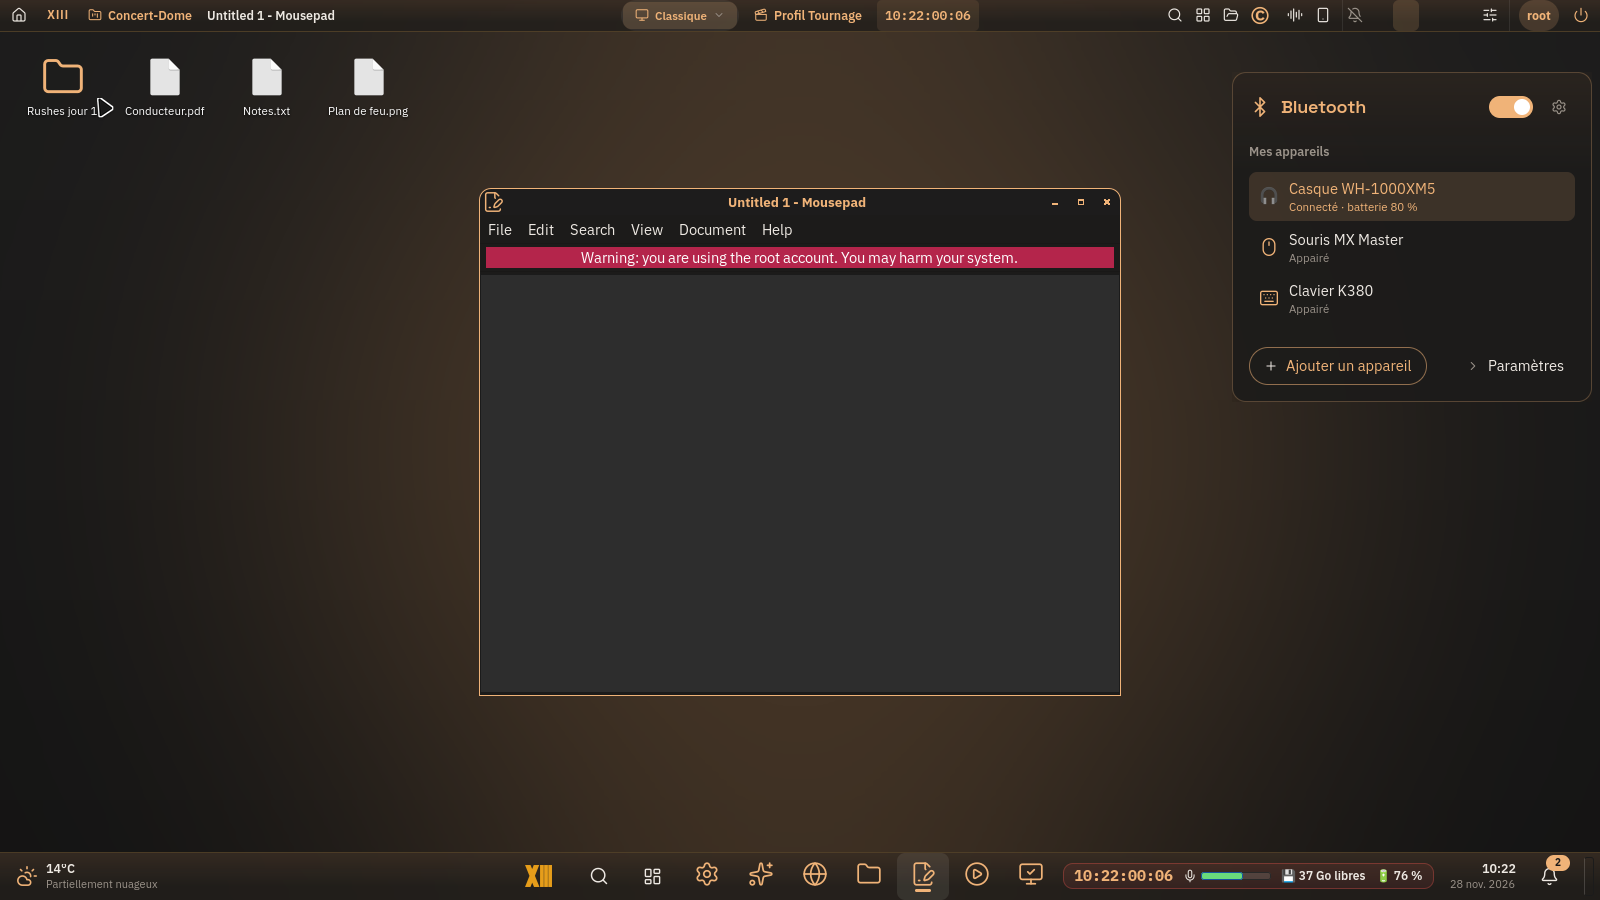 XIII Concert-Dome Untitled 1 - Mousepad Classique Profil Tournage 10:22:00:06 root
Rushes jour 1 Conducteur.pdf Notes.txt Plan de feu.png
Bluetooth
Mes appareils
Casque WH-1000XM5
Connecté · batterie 80 %
Souris MX Master
Appairé
Clavier K380
Appairé
+ Ajouter un appareil > Paramètres
Untitled 1 - Mousepad
File Edit Search View Document Help
Warning: you are using the root account. You may harm your system.
14°C
Partiellement nuageux
XIII
10:22:00:06 37 Go libres 76 %
10:22
28 nov. 2026
2